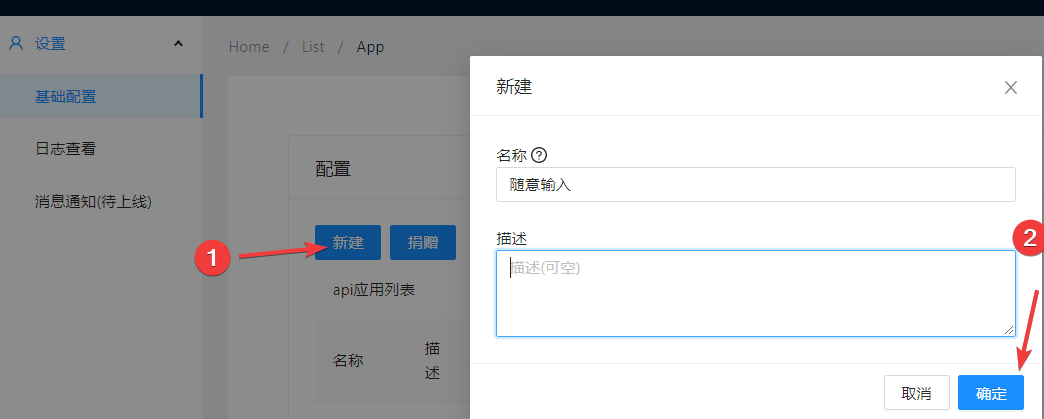 设置
基础配置
日志查看
消息通知(待上线)
Home / List / App
配置
1
新建 捐赠
api应用列表
名称 描述
新建
名称
随意输入
描述
描述(可空)
2
取消 确定